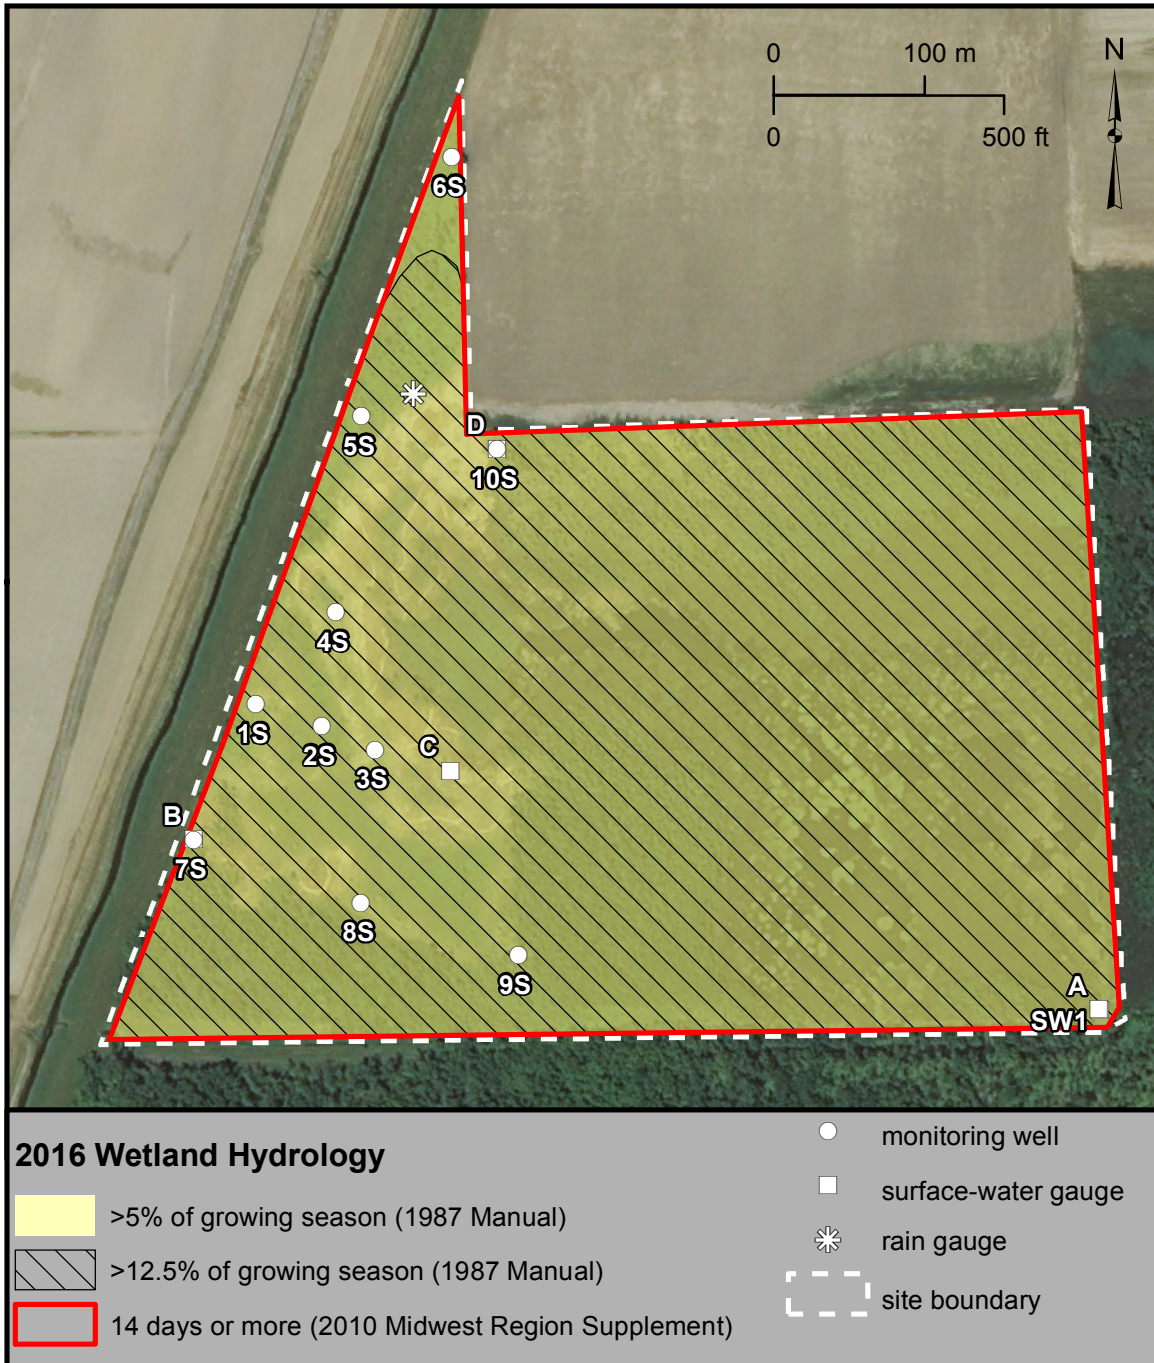 0 100 m
0 500 ft
N
6S
D
5S
10S
4S
1S
2S
3S
C
B
7S
8S
9S
A
SW1
2016 Wetland Hydrology
>5% of growing season (1987 Manual)
>12.5% of growing season (1987 Manual)
14 days or more (2010 Midwest Region Supplement)
monitoring well
surface-water gauge
rain gauge
site boundary